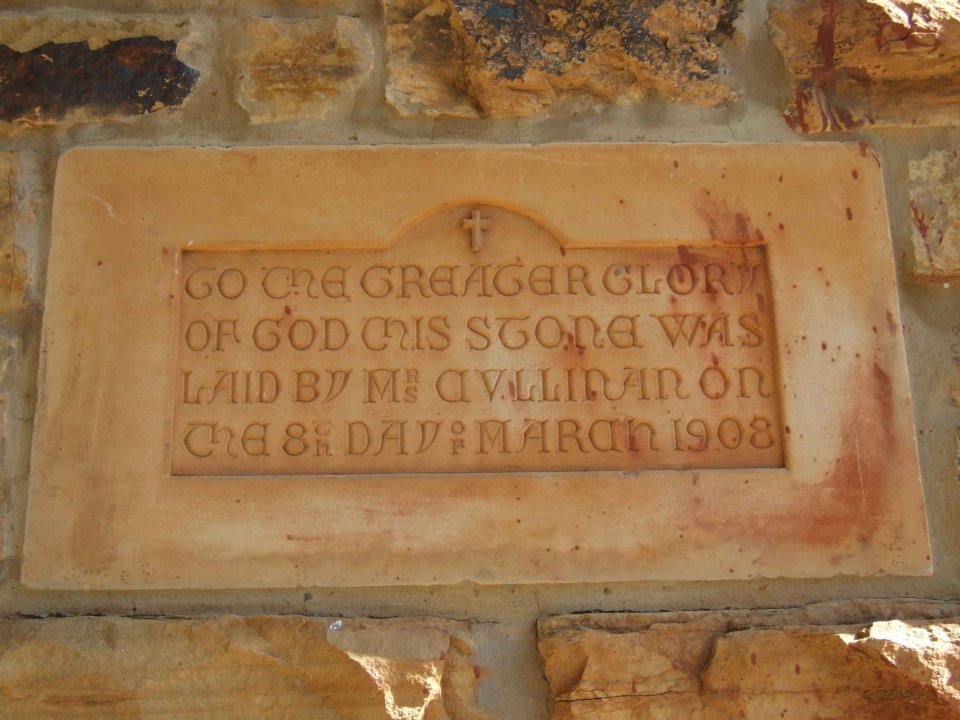 TO THE GREATER GLORY
OF GOD THIS STONE WAS
LAID BY MRS CVLLINAN ON
THE 8TH DAY OF MARCH 1908